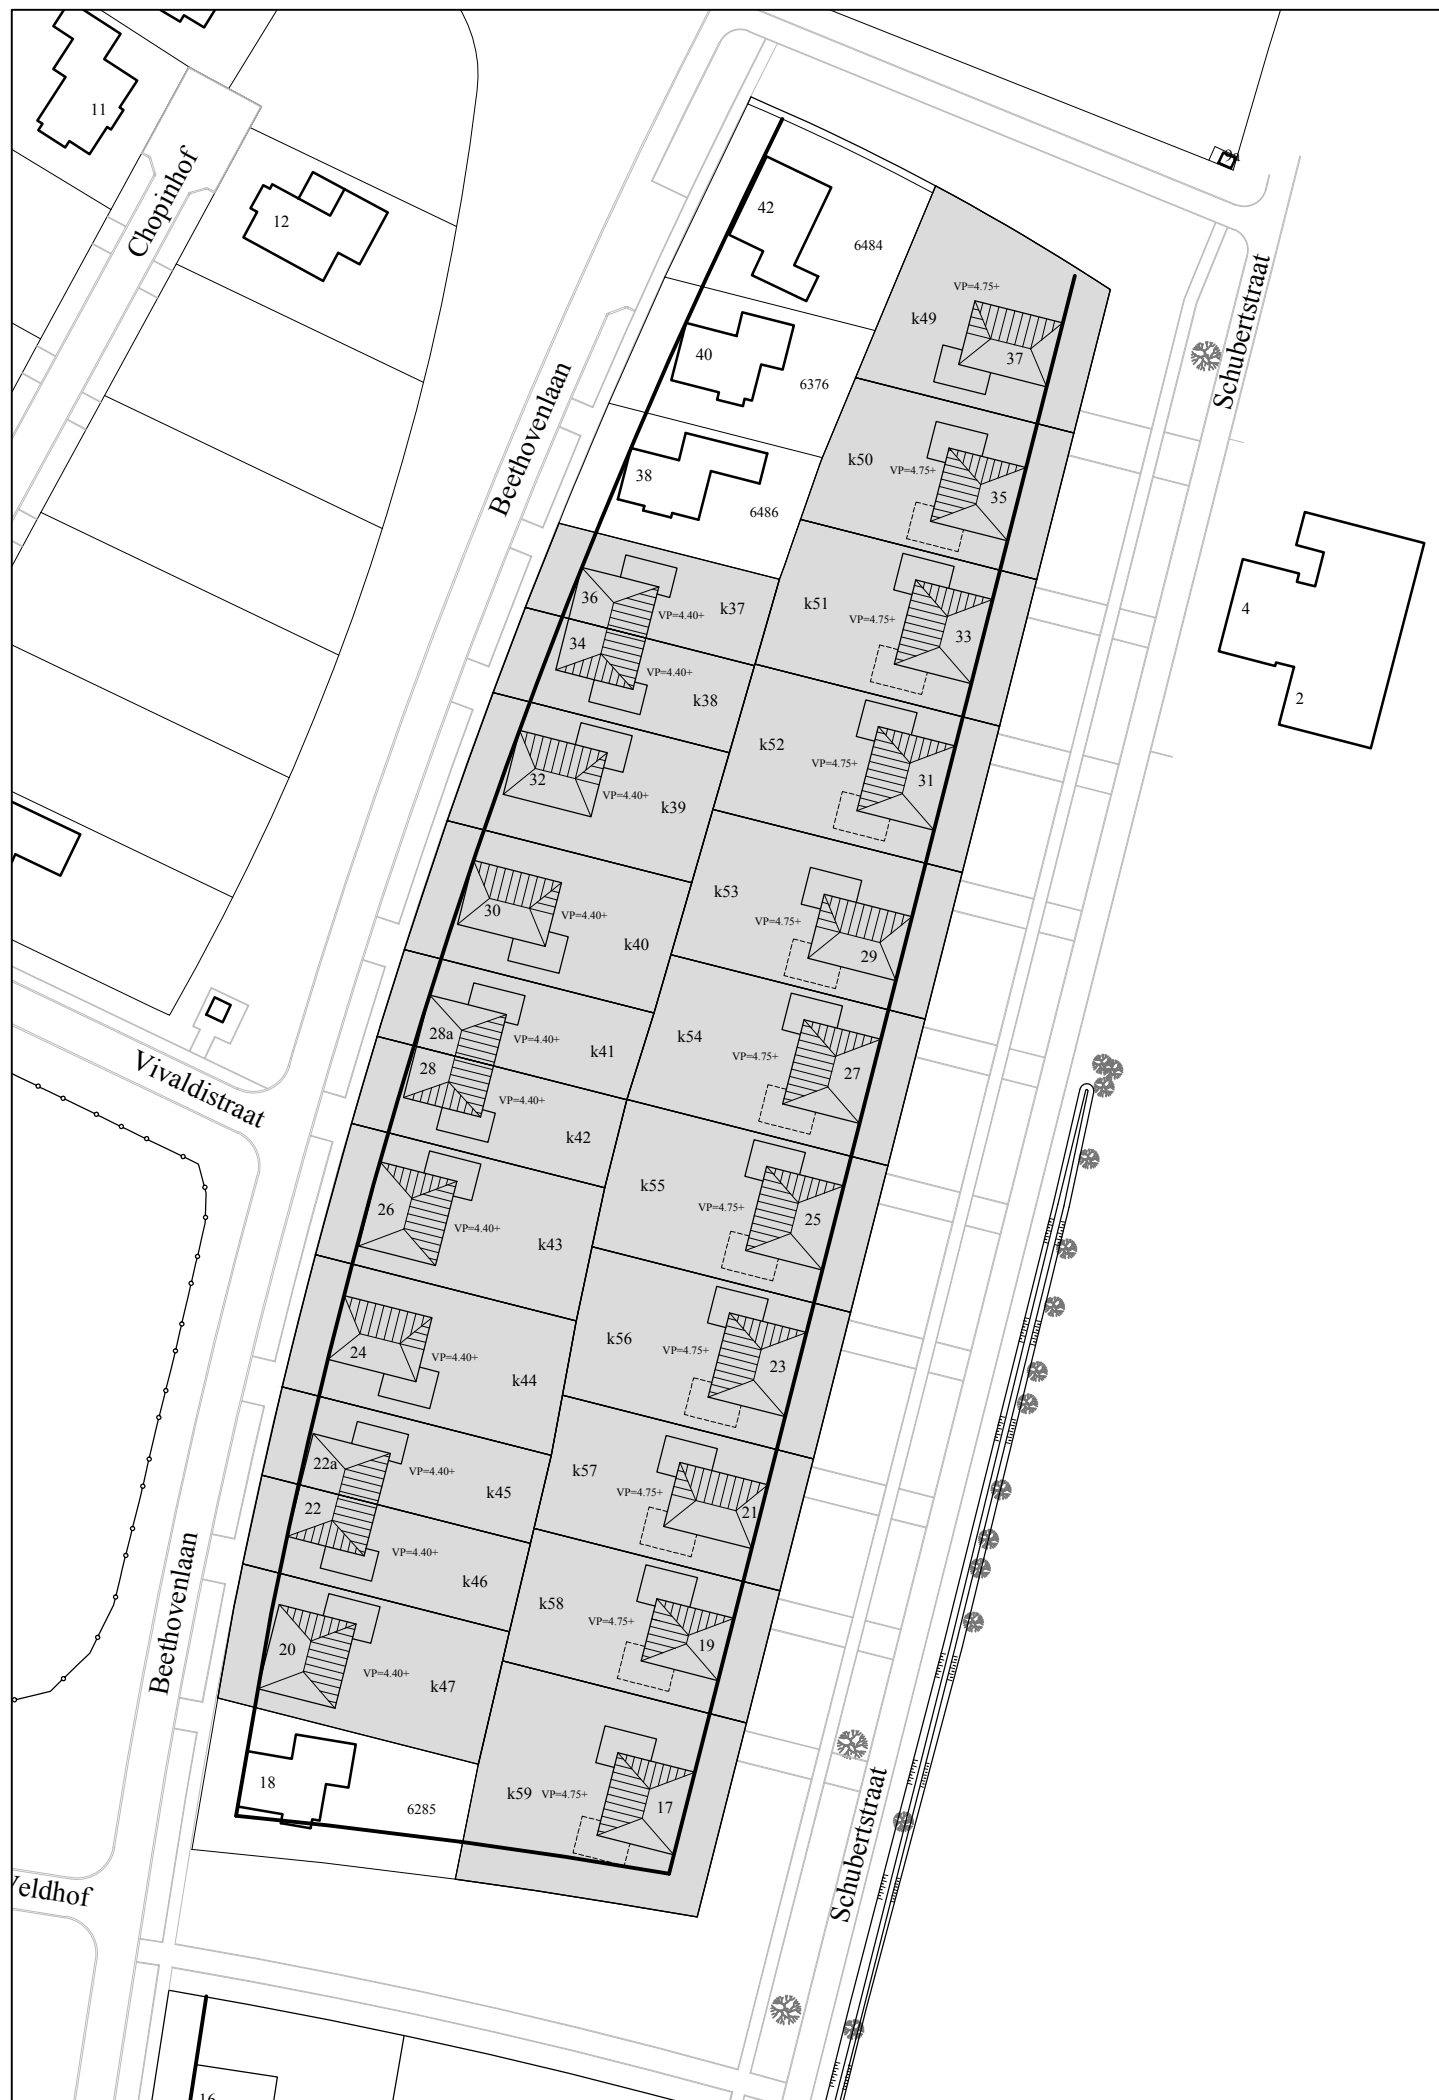 11
Chopinhof
12
9a
42
6484
Schubertstraat
VP=4.75+
k49
37
40
6376
Beethovenlaan
38
6486
k50
VP=4.75+
35
36
VP=4.40+
k37
k51
VP=4.75+
33
4
34
VP=4.40+
k38
2
k52
VP=4.75+
31
32
VP=4.40+
k39
k53
VP=4.75+
29
30
VP=4.40+
k40
28a
VP=4.40+
k41
k54
VP=4.75+
27
Vivaldistraat
28
VP=4.40+
k42
k55
VP=4.75+
25
26
VP=4.40+
k43
k56
VP=4.75+
23
24
VP=4.40+
k44
22a
VP=4.40+
k45
k57
VP=4.75+
21
22
VP=4.40+
k46
k58
VP=4.75+
19
Beethovenlaan
20
VP=4.40+
k47
18
6285
k59
VP=4.75+
17
Schubertstraat
Veldhof
16